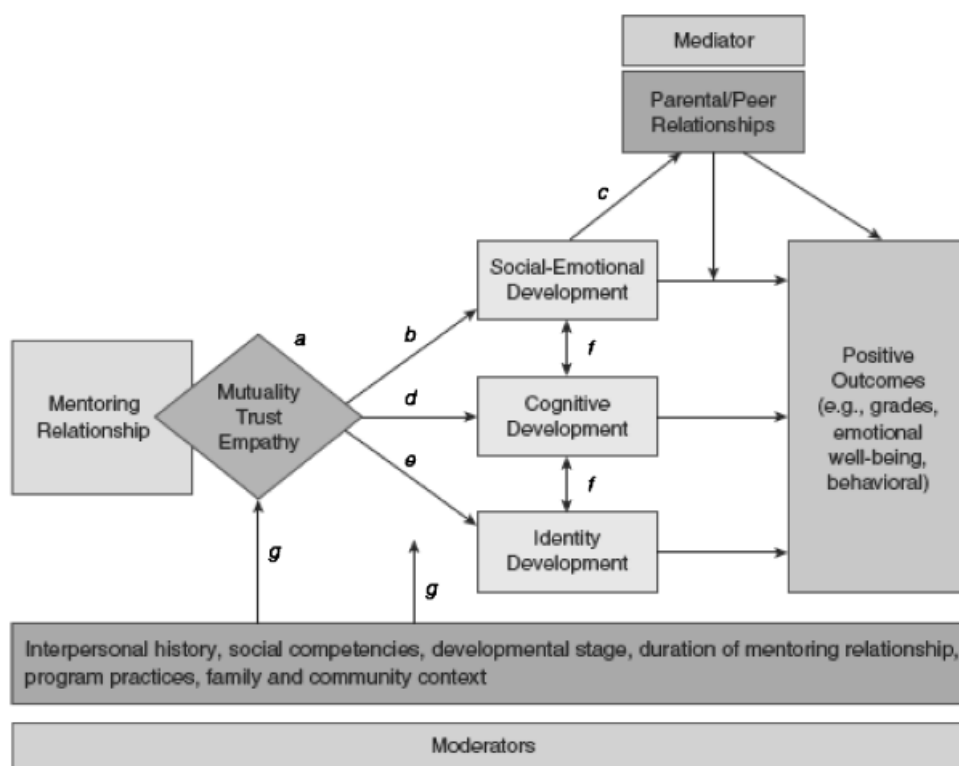 Mediator
Parental/Peer
Relationships
c
Social-Emotional
Development
a
b
f
Mentoring
Relationship
Mutuality
Trust
Empathy
d
Cognitive
Development
Positive
Outcomes
(e.g., grades,
emotional
well-being,
behavioral)
e
f
Identity
Development
g
g
Interpersonal history, social competencies, developmental stage, duration of mentoring relationship,
program practices, family and community context
Moderators